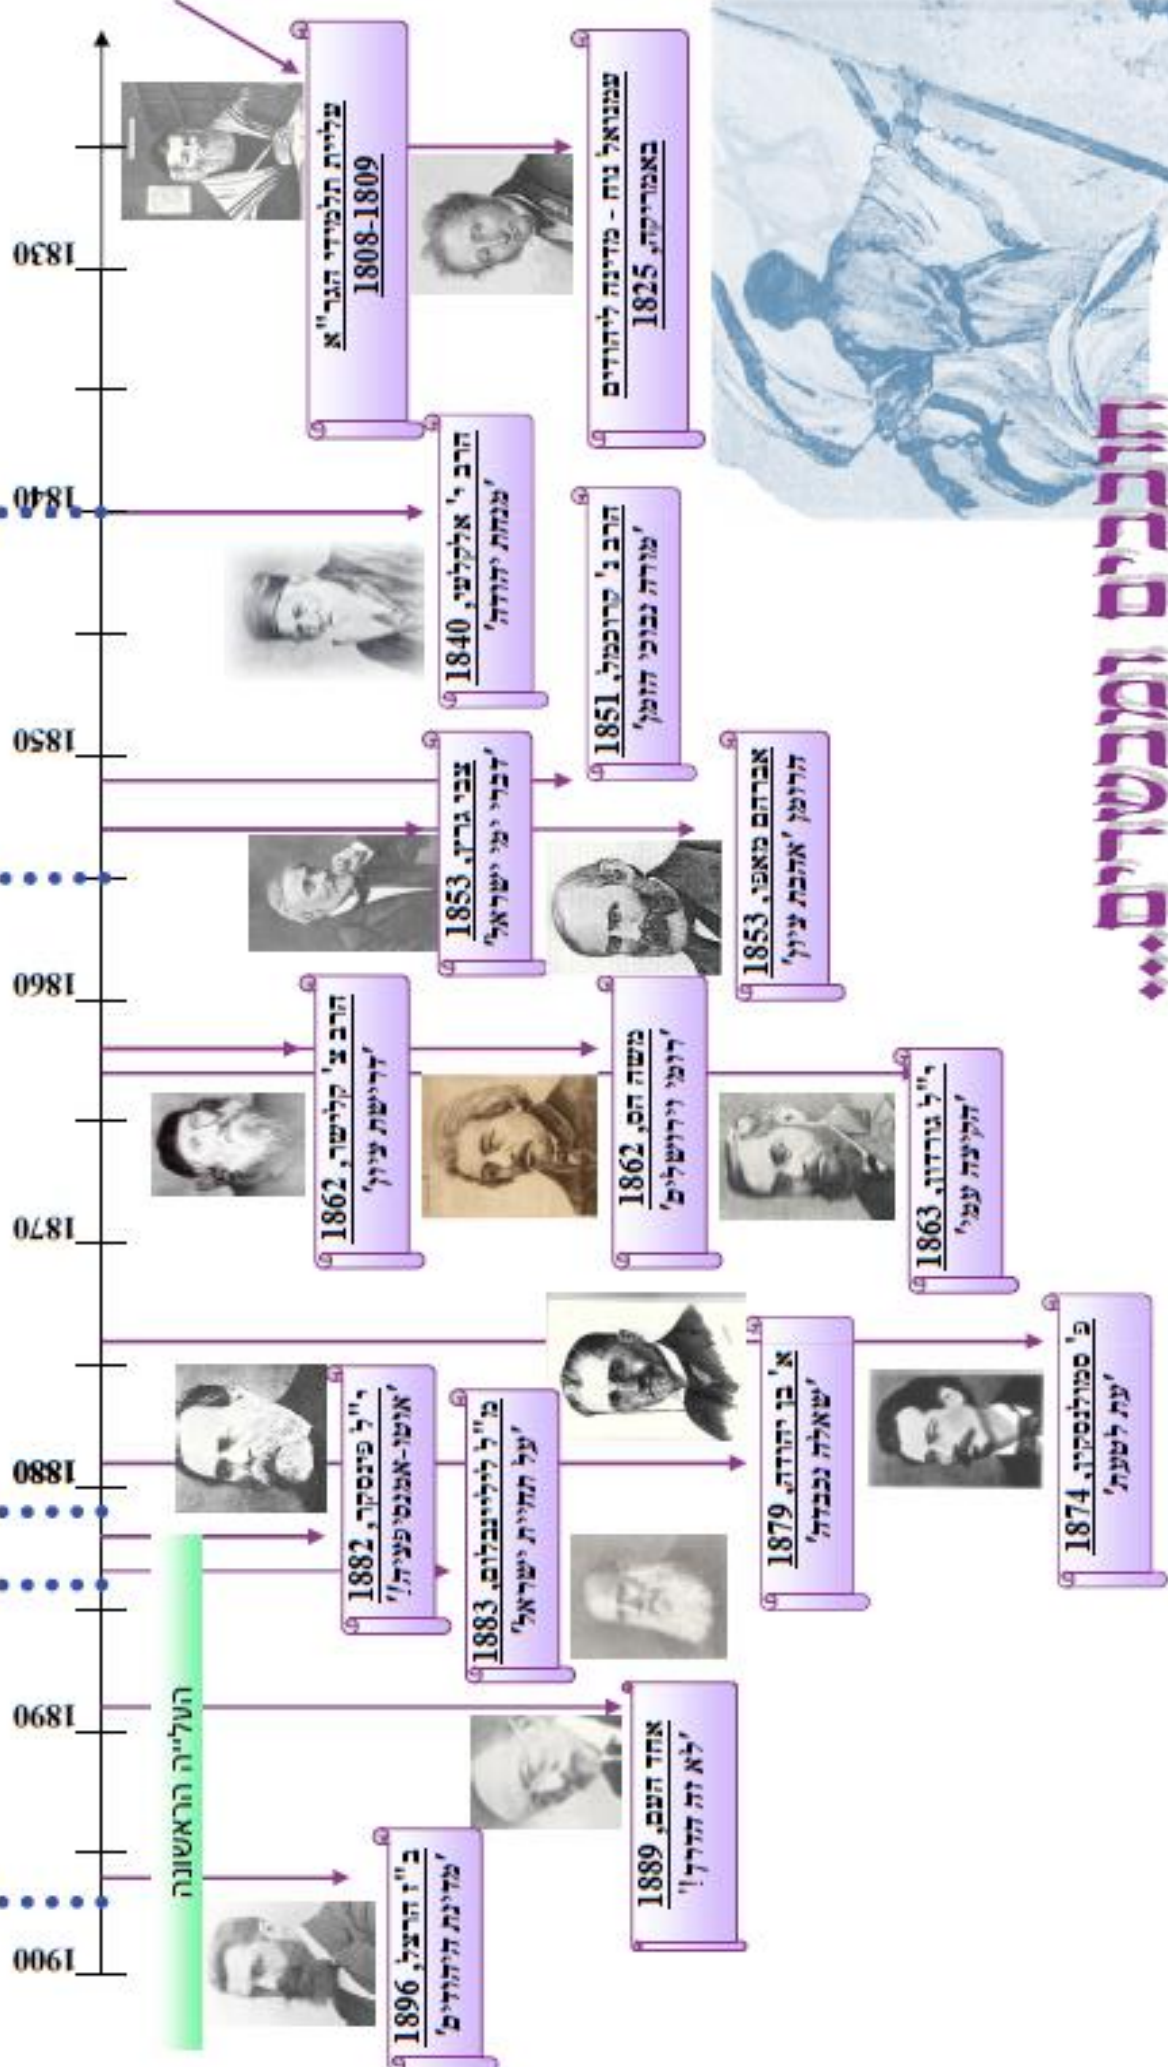 חוזים ומבשרים...
עליית תלמידי הגר"א
1808-1809
עמנואל נוח - מדינה ליהודים
באמריקה, 1825
הרב י' אלקלעי, 1840
'מנחת יהודה'
הרב נ' קרוכמל, 1851
'מורה נבוכי הזמן'
צבי גרץ, 1853
'דברי ימי ישראל'
אברהם מאפו, 1853
הרומן 'אהבת ציון'
הרב צ' קלישר, 1862
'דרישת ציון'
משה הס, 1862
'רומי וירושלים'
י"ל גורדון, 1863
'הקיצה עמי'
פ' סמולנסקין, 1874
'עת לטעת'
א' בן יהודה, 1879
'שאלה נכבדה'
י"ל פינסקר, 1882
'אוטו-אמנסיפציה!'
מ"ל לילינבלום, 1883
'על תחיית ישראל'
אחד העם, 1889
'לא זה הדרך!'
ב"ז הרצל, 1896
'מדינת היהודים'
העלייה הראשונה
1830
1840
1850
1860
1870
1880
1890
1900